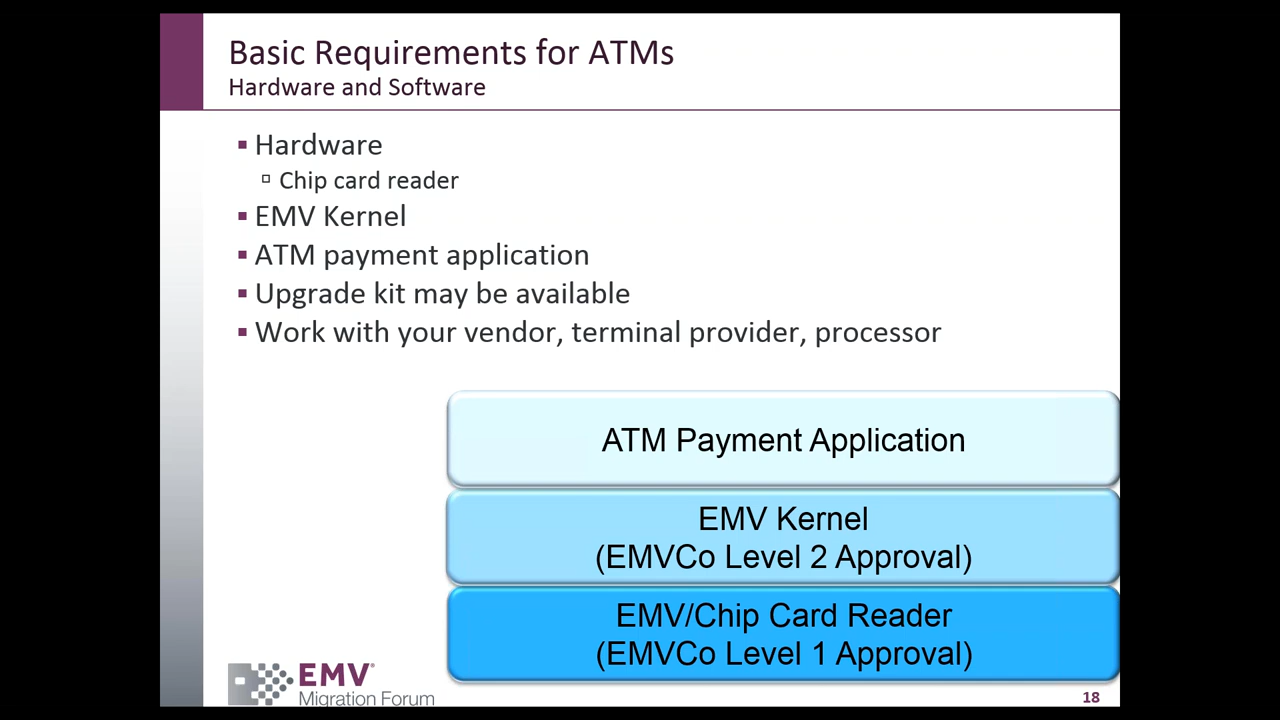 Basic Requirements for ATMs
Hardware and Software
▪ Hardware
▫ Chip card reader
▪ EMV Kernel
▪ ATM payment application
▪ Upgrade kit may be available
▪ Work with your vendor, terminal provider, processor
ATM Payment Application
EMV Kernel
(EMVCo Level 2 Approval)
EMV/Chip Card Reader
(EMVCo Level 1 Approval)
EMV®
Migration Forum
18